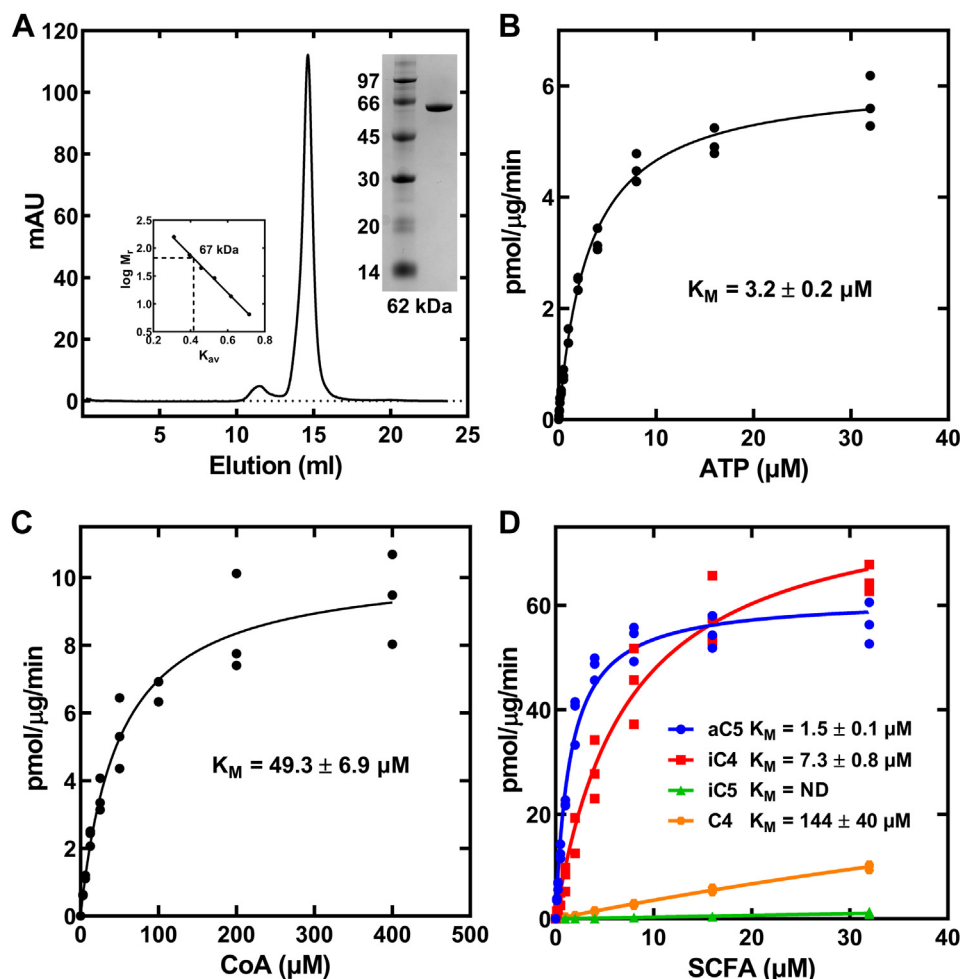 A
120
100
80
60
40
20
0
mAU
5
10
15
20
25
Elution (ml)
2.5
2.0
1.5
1.0
0.5
log Mr
67 kDa
0.2
0.4
0.6
0.8
Kav
97
66
45
30
20
14
62 kDa
B
6
4
2
0
pmol/µg/min
KM = 3.2 ± 0.2 µM
0
10
20
30
40
ATP (µM)
C
10
8
6
4
2
0
pmol/µg/min
KM = 49.3 ± 6.9 µM
0
100
200
300
400
500
CoA (µM)
D
60
40
20
0
pmol/µg/min
aC5 KM = 1.5 ± 0.1 µM
iC4 KM = 7.3 ± 0.8 µM
iC5 KM = ND
C4 KM = 144 ± 40 µM
0
10
20
30
40
SCFA (µM)